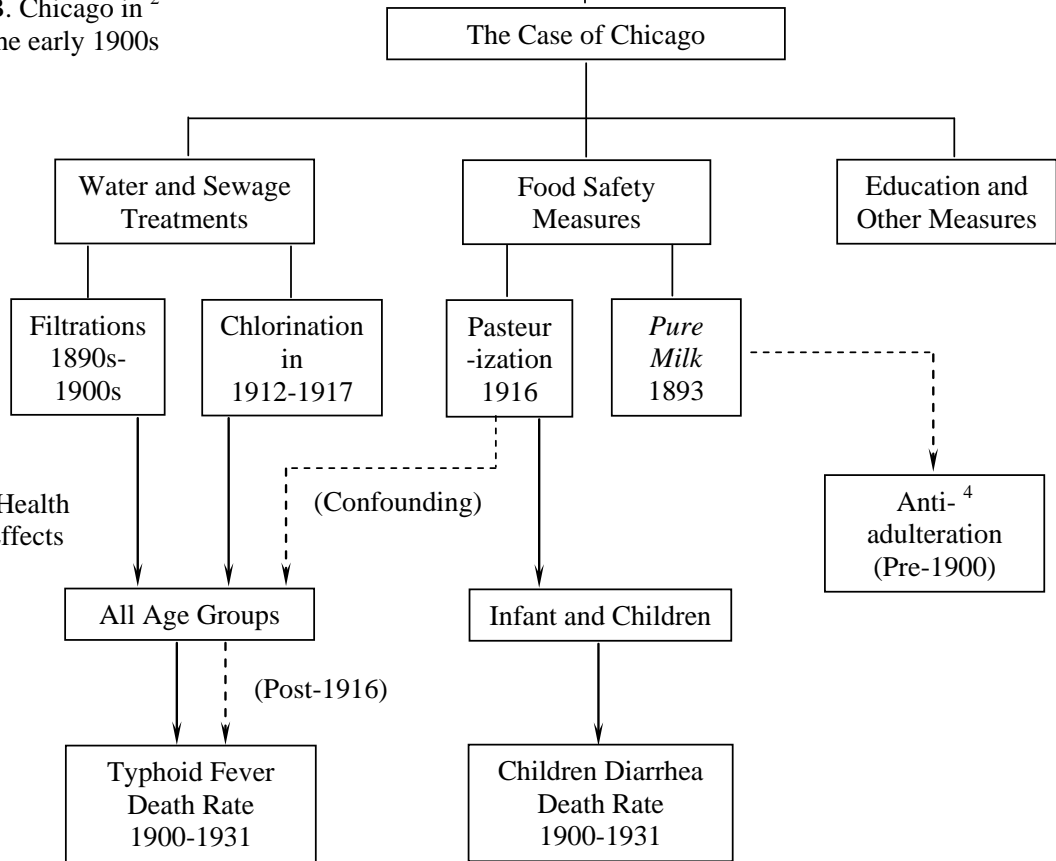 B. Chicago in 2
he early 1900s
The Case of Chicago
Water and Sewage
Treatments
Food Safety
Measures
Education and
Other Measures
Filtrations
1890s-
1900s
Chlorination
in
1912-1917
Pasteur
-ization
1916
Pure
Milk
1893
Health
ffects
(Confounding)
Anti- 4
adulteration
(Pre-1900)
All Age Groups
Infant and Children
(Post-1916)
Typhoid Fever
Death Rate
1900-1931
Children Diarrhea
Death Rate
1900-1931